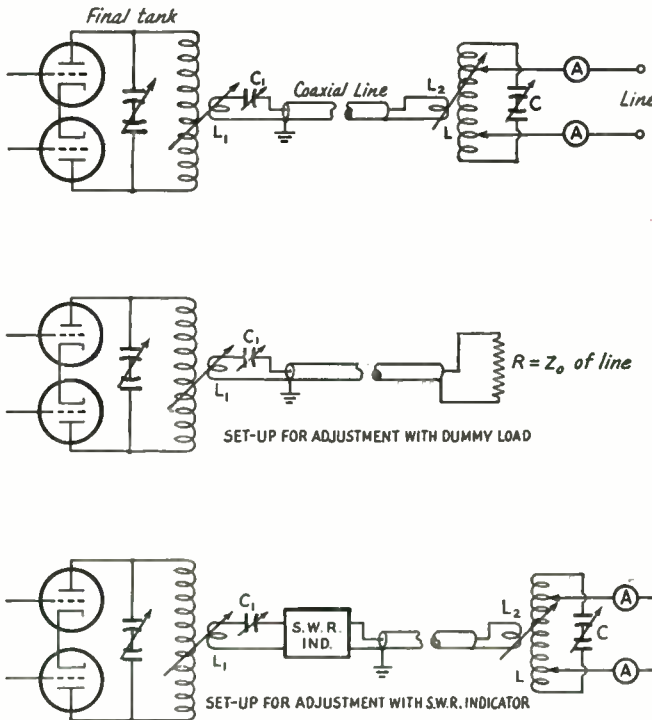 Final tank
C₁
Coaxial Line
L₂
A
C
Line
L₁
L
A
C₁
R = Z₀ of line
L₁
SET-UP FOR ADJUSTMENT WITH DUMMY LOAD
C₁
S.W.R.
IND.
L₂
A
C
L₁
L
A
SET-UP FOR ADJUSTMENT WITH S.W.R. INDICATOR